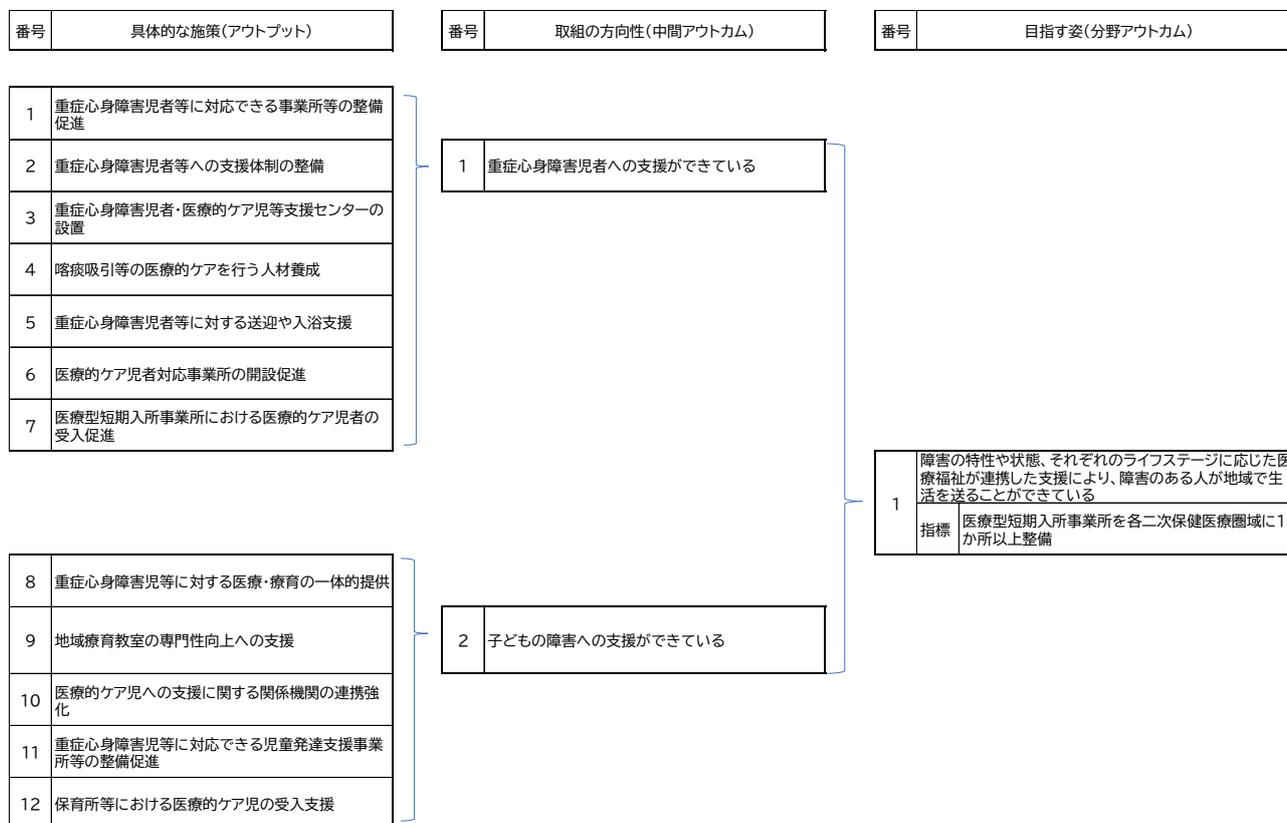 番号 具体的な施策(アウトプット)
番号 取組の方向性(中間アウトカム)
番号 目指す姿(分野アウトカム)
1 重症心身障害児者等に対応できる事業所等の整備
促進
2 重症心身障害児者等への支援体制の整備
3 重症心身障害児者・医療的ケア児等支援センターの
設置
4 喀痰吸引等の医療的ケアを行う人材養成
5 重症心身障害児者等に対する送迎や入浴支援
6 医療的ケア児者対応事業所の開設促進
7 医療型短期入所事業所における医療的ケア児者の
受入促進
8 重症心身障害児等に対する医療・療育の一体的提供
9 地域療育教室の専門性向上への支援
10 医療的ケア児への支援に関する関係機関の連携強
化
11 重症心身障害児等に対応できる児童発達支援事業
所等の整備促進
12 保育所等における医療的ケア児の受入支援
1 重症心身障害児者への支援ができている
2 子どもの障害への支援ができている
1 障害の特性や状態、それぞれのライフステージに応じた医
療福祉が連携した支援により、障害のある人が地域で生
活を送ることができている
指標 医療型短期入所事業所を各二次保健医療圏域に1
か所以上整備